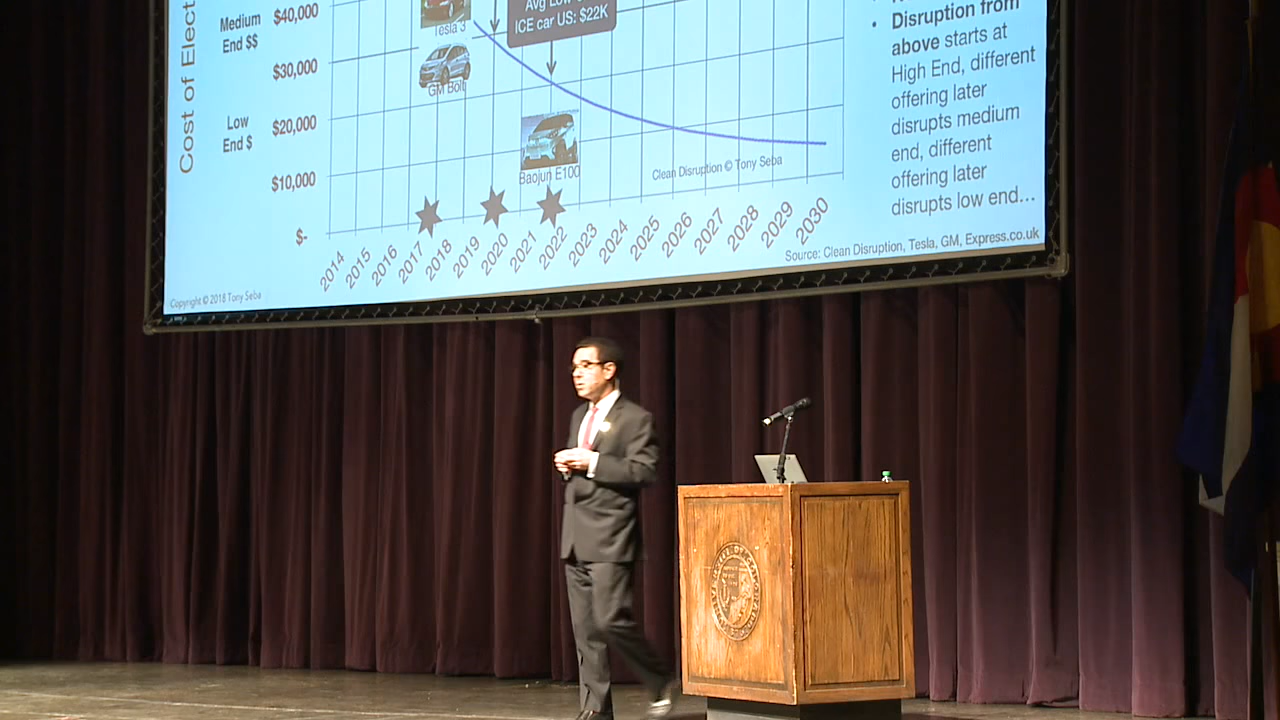 Cost of Elect
Medium
End $$
Low
End $
$40,000
$30,000
$20,000
$10,000
$-
Tesla 3
GM Bolt
Avg Low
ICE car US: $22K
Baojun E100
Clean Disruption © Tony Seba
2014
2015
2016
2017
2018
2019
2020
2021
2022
2023
2024
2025
2026
2027
2028
2029
2030
• Disruption from
above starts at
High End, different
offering later
disrupts medium
end, different
offering later
disrupts low end...
Source: Clean Disruption, Tesla, GM, Express.co.uk
Copyright © 2018 Tony Seba